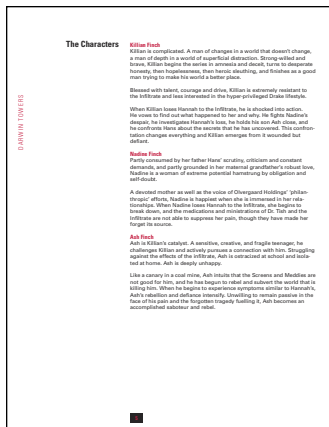 The Characters
Killian Finch
Killian is complicated. A man of changes in a world that doesn't change,
a man of depth in a world of superficial distraction. Strong-willed and
brave, Killian begins the series in amnesia and deceit, turns to desperate
honesty, then hopelessness, then heroic sleuthing, and finishes as a good
man trying to make his world a better place.
Blessed with talent, courage and drive, Killian is extremely resistant to
the Infiltrate and less interested in the hyper-privileged Drake lifestyle.
When Killian loses Hannah to the Infiltrate, he is shocked into action.
He vows to find out what happened to her and why. He fights Nadine's
despair, he investigates Hannah's loss, he holds his son Ash close, and
he confronts Hans about the secrets that he has uncovered. This confron-
tation changes everything and Killian emerges from it wounded but
defiant.
Nadine Finch
Partly consumed by her father Hans' scrutiny, criticism and constant
demands, and partly grounded in her maternal grandfather's robust love,
Nadine is a woman of extreme potential hamstrung by obligation and
self-doubt.
A devoted mother as well as the voice of Olvergaard Holdings' 'philan-
thropic' efforts, Nadine is happiest when she is immersed in her rela-
tionships. When Nadine loses Hannah to the Infiltrate, she begins to
break down, and the medications and ministrations of Dr. Tish and the
Infiltrate are not able to suppress her pain, though they have made her
forget its source.
Ash Finch
Ash is Killian's catalyst. A sensitive, creative, and fragile teenager, he
challenges Killian and actively pursues a connection with him. Struggling
against the effects of the infiltrate, Ash is ostracized at school and isola-
ted at home. Ash is deeply unhappy.
Like a canary in a coal mine, Ash intuits that the Screens and Meddies are
not good for him, and he has begun to rebel and subvert the world that is
killing him. When he begins to experience symptoms similar to Hannah's,
Ash's rebellion and defiance intensify. Unwilling to remain passive in the
face of his pain and the forgotten tragedy fuelling it, Ash becomes an
accomplished saboteur and rebel.
DARWIN TOWERS